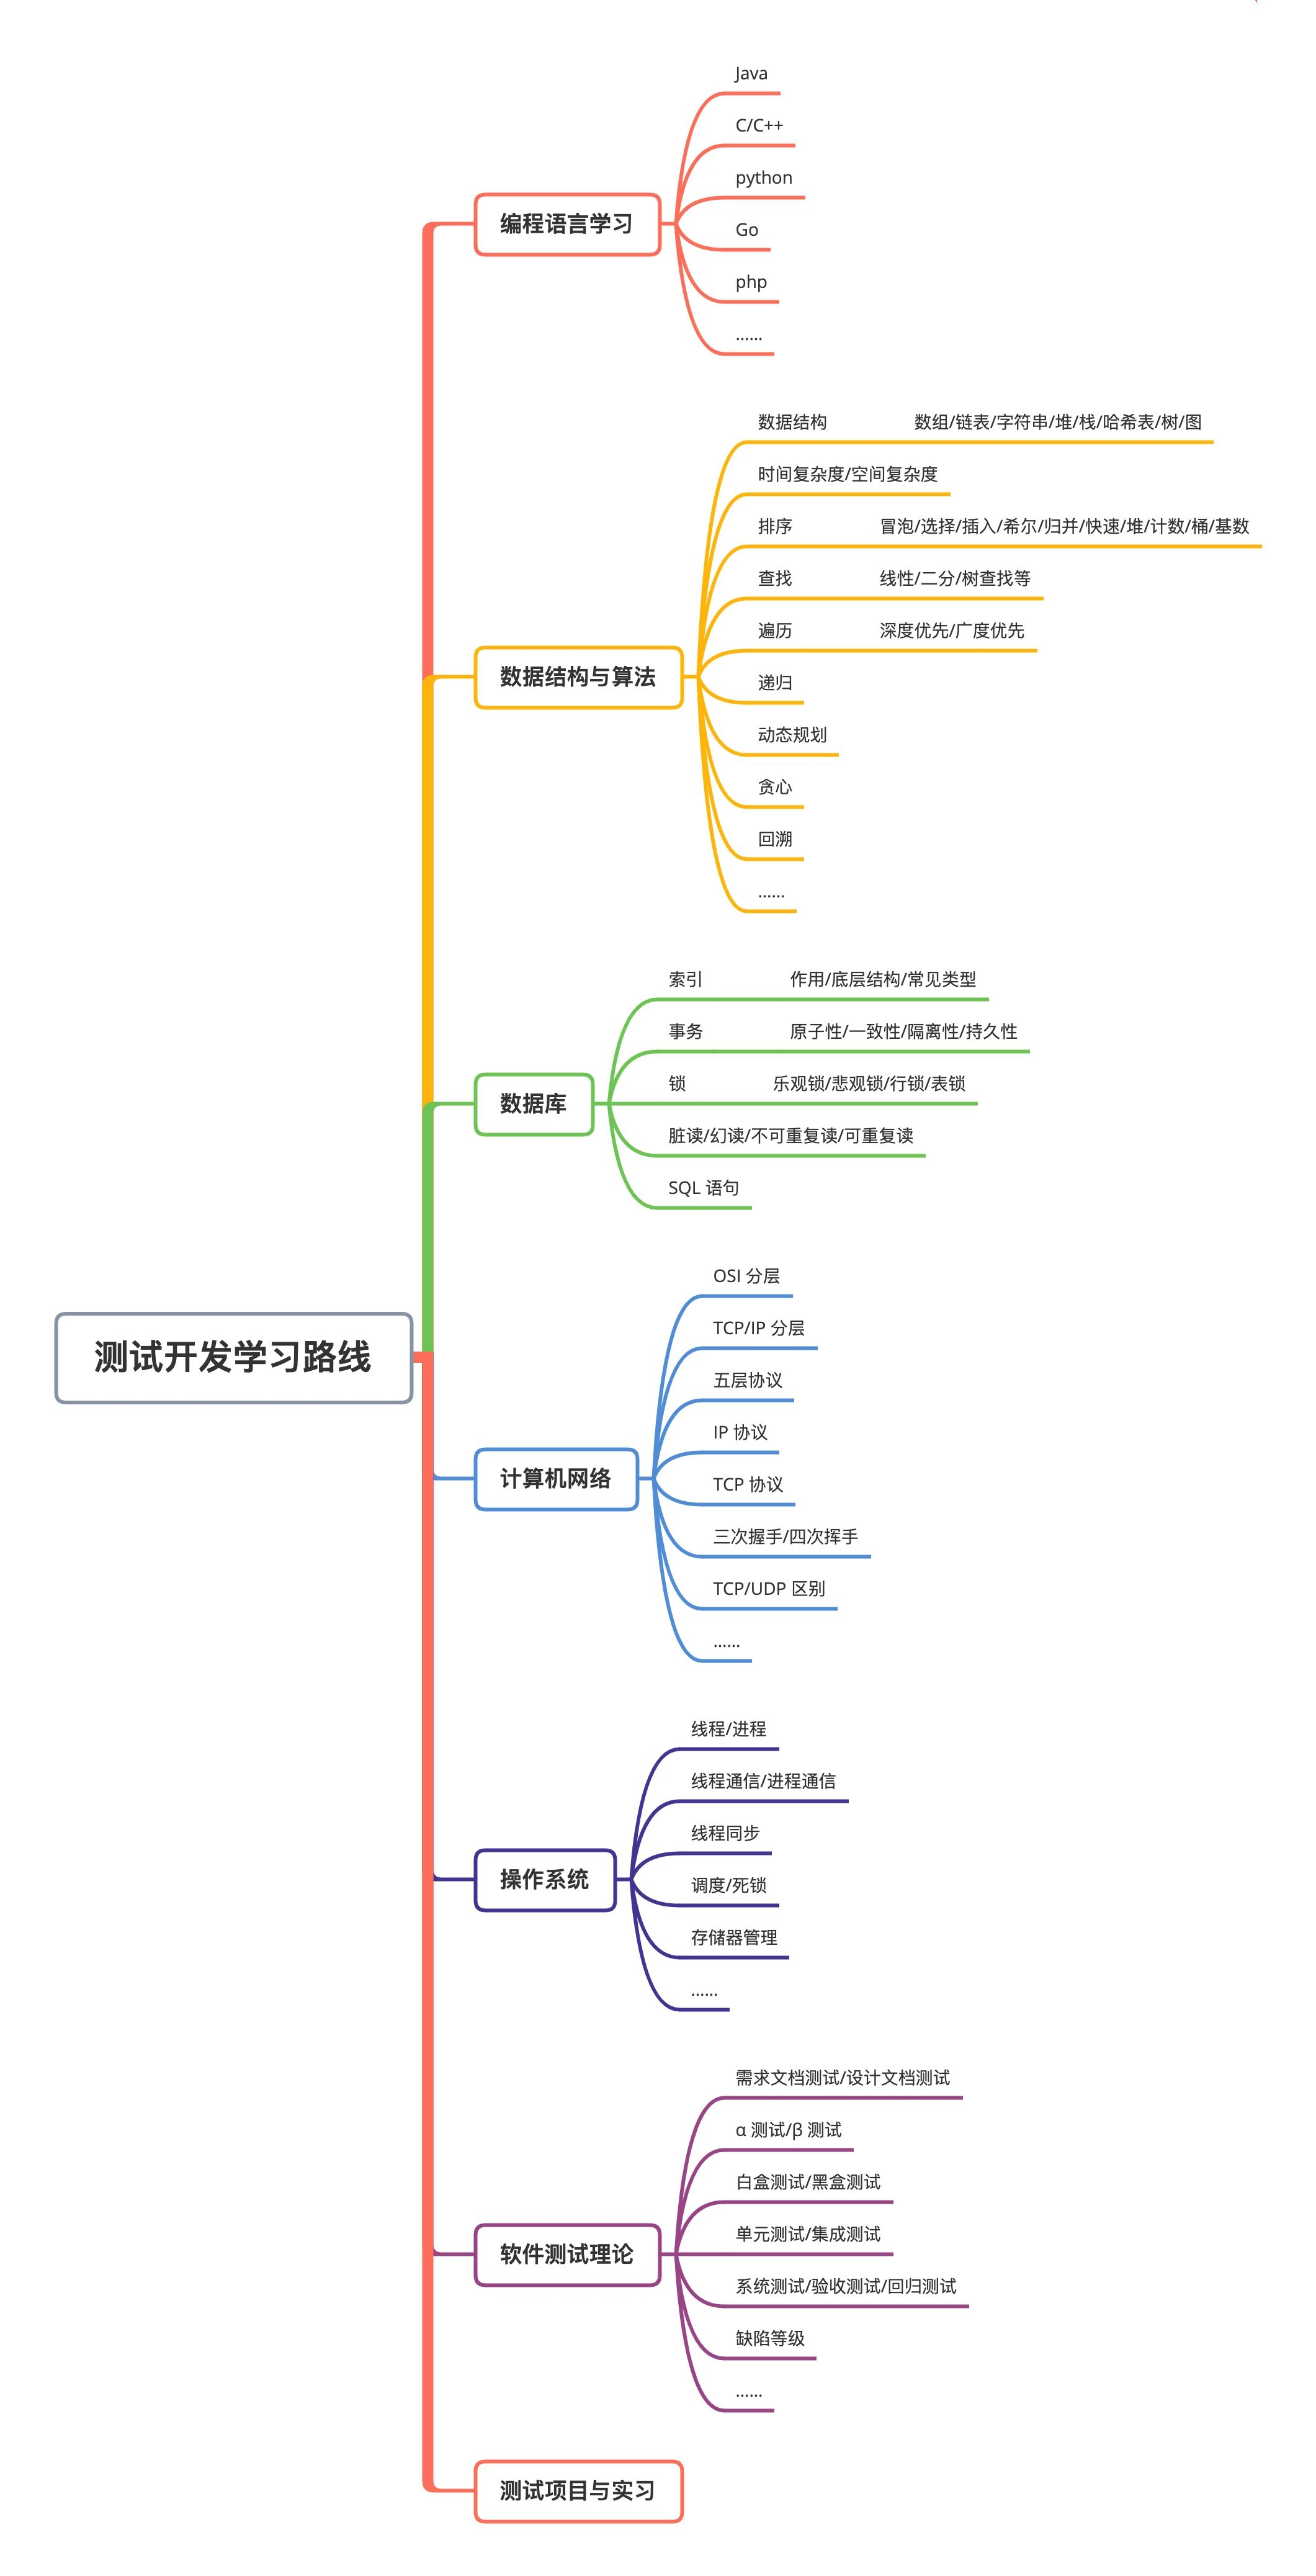 测试开发学习路线
编程语言学习
Java
C/C++
python
Go
php
......
数据结构与算法
数据结构 数组/链表/字符串/堆/栈/哈希表/树/图
时间复杂度/空间复杂度
排序 冒泡/选择/插入/希尔/归并/快速/堆/计数/桶/基数
查找 线性/二分/树查找等
遍历 深度优先/广度优先
递归
动态规划
贪心
回溯
......
数据库
索引 作用/底层结构/常见类型
事务 原子性/一致性/隔离性/持久性
锁 乐观锁/悲观锁/行锁/表锁
脏读/幻读/不可重复读/可重复读
SQL 语句
计算机网络
OSI 分层
TCP/IP 分层
五层协议
IP 协议
TCP 协议
三次握手/四次挥手
TCP/UDP 区别
......
操作系统
线程/进程
线程通信/进程通信
线程同步
调度/死锁
存储器管理
......
软件测试理论
需求文档测试/设计文档测试
α 测试/β 测试
白盒测试/黑盒测试
单元测试/集成测试
系统测试/验收测试/回归测试
缺陷等级
......
测试项目与实习